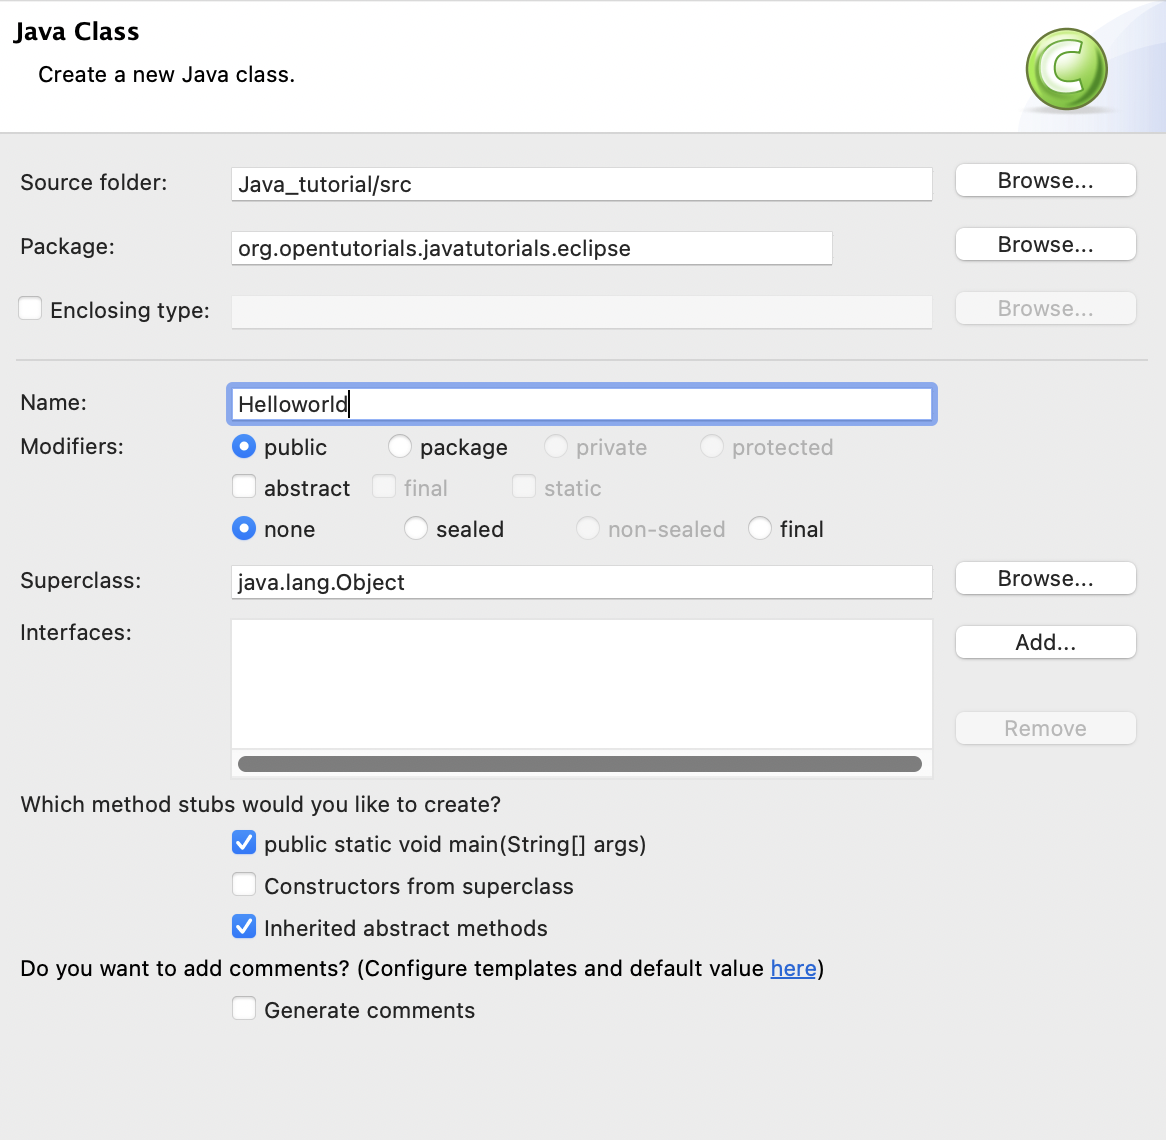 Java Class
Create a new Java class.
Source folder: Java_tutorial/src Browse...
Package: org.opentutorials.javatutorials.eclipse Browse...
Enclosing type: Browse...
Name: Helloworld
Modifiers: public package private protected
abstract final static
none sealed non-sealed final
Superclass: java.lang.Object Browse...
Interfaces: Add...
Remove
Which method stubs would you like to create?
public static void main(String[] args)
Constructors from superclass
Inherited abstract methods
Do you want to add comments? (Configure templates and default value here)
Generate comments